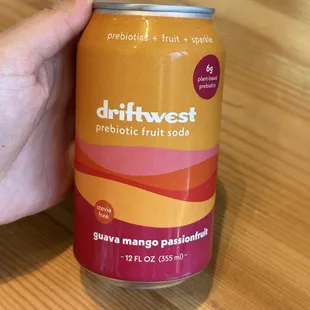 prebiotics + fruit + sparkle
6g
plant-based
prebiotics
driftwest
prebiotic fruit soda
stevia
free
guava mango passionfruit
- 12 FL OZ (355 ml) -